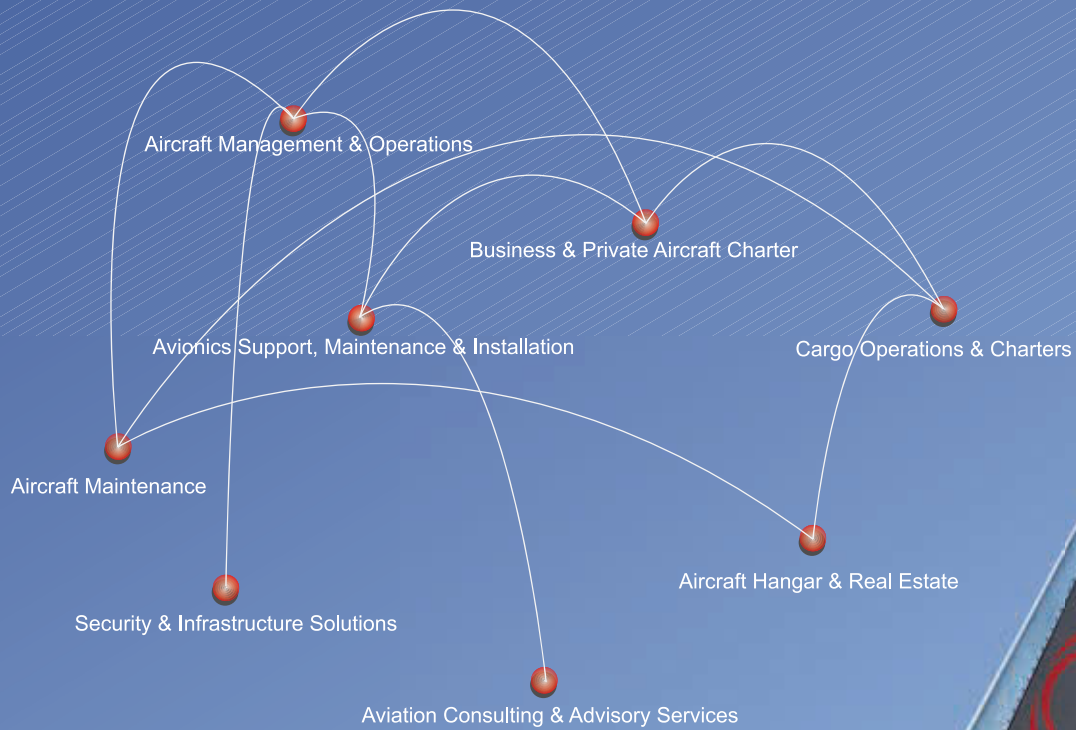 Aircraft Management & Operations
Business & Private Aircraft Charter
Avionics Support, Maintenance & Installation
Cargo Operations & Charters
Aircraft Maintenance
Aircraft Hangar & Real Estate
Security & Infrastructure Solutions
Aviation Consulting & Advisory Services